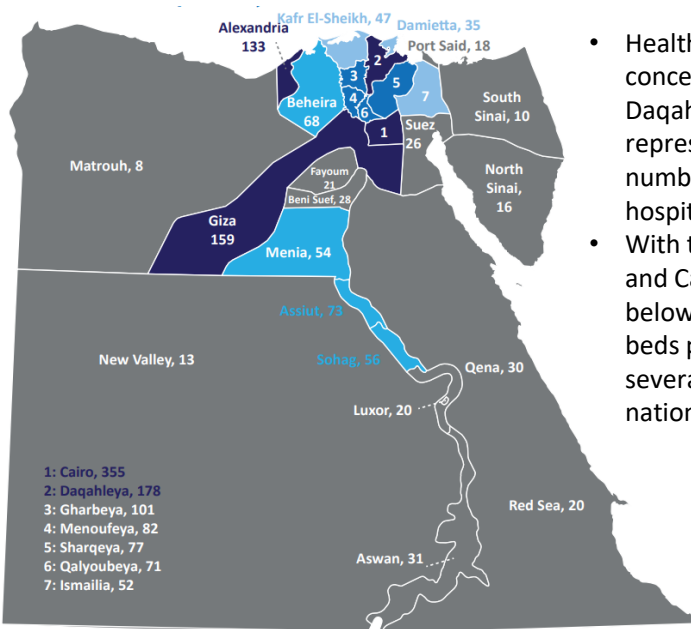 Kafr El-Sheikh, 47
Alexandria
133
Damietta, 35
Port Said, 18
2
3
5
4
6
7
Beheira
68
1
Suez
26
South
Sinai, 10
Matrouh, 8
North
Sinai,
16
Fayoum
21
Beni Suef, 28
Giza
159
Menia, 54
Assiut, 73
Sohag, 56
New Valley, 13
Qena, 30
Luxor, 20
Red Sea, 20
Aswan, 31
1: Cairo, 355
2: Daqahleya, 178
3: Gharbeya, 101
4: Menoufeya, 82
5: Sharqeya, 77
6: Qalyoubeya, 71
7: Ismailia, 52
• Health
conce
Daqah
repres
numb
hospit
• With t
and Ca
below
beds p
severa
nation